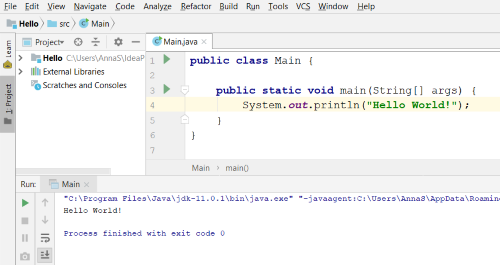 File Edit View Navigate Code Analyze Refactor Build Run Tools VCS Window Help
Hello src Main
Learn
1: Project
Project
Hello C:\Users\AnnaS\IdeaP
External Libraries
Scratches and Consoles
Main.java
1 public class Main {
2
3 public static void main(String[] args) {
4 System.out.println("Hello World!");
5 }
6 }
7
Main main()
Run: Main
"C:\Program Files\Java\jdk-11.0.1\bin\java.exe" "-javaagent:C:\Users\AnnaS\AppData\Roamin
Hello World!
Process finished with exit code 0